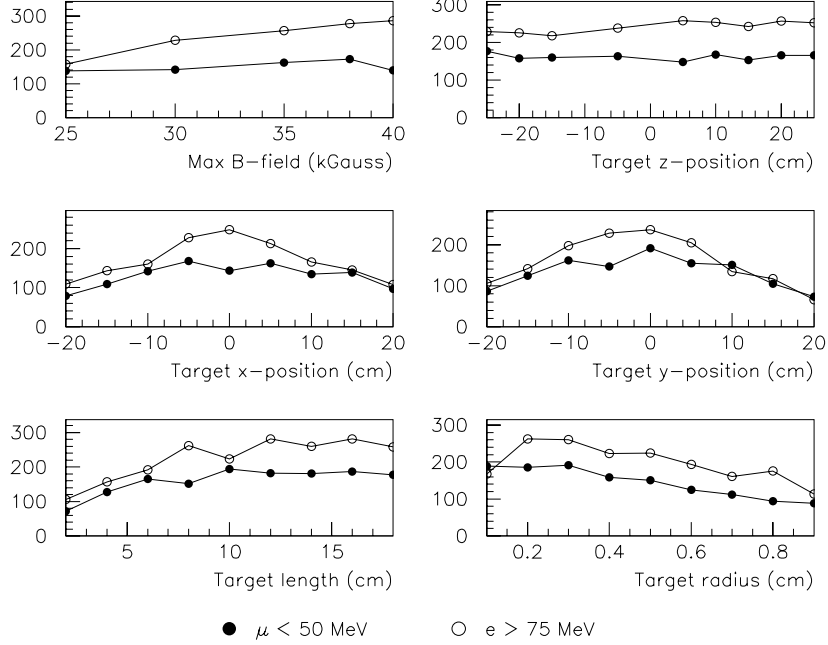 300
200
100
0
25 30 35 40
Max B-field (kGauss)
300
200
100
0
-20 -10 0 10 20
Target z-position (cm)
200
100
0
-20 -10 0 10 20
Target x-position (cm)
200
100
0
-20 -10 0 10 20
Target y-position (cm)
300
200
100
0
5 10 15
Target length (cm)
300
200
100
0
0.2 0.4 0.6 0.8
Target radius (cm)
μ < 50 MeV
e > 75 MeV